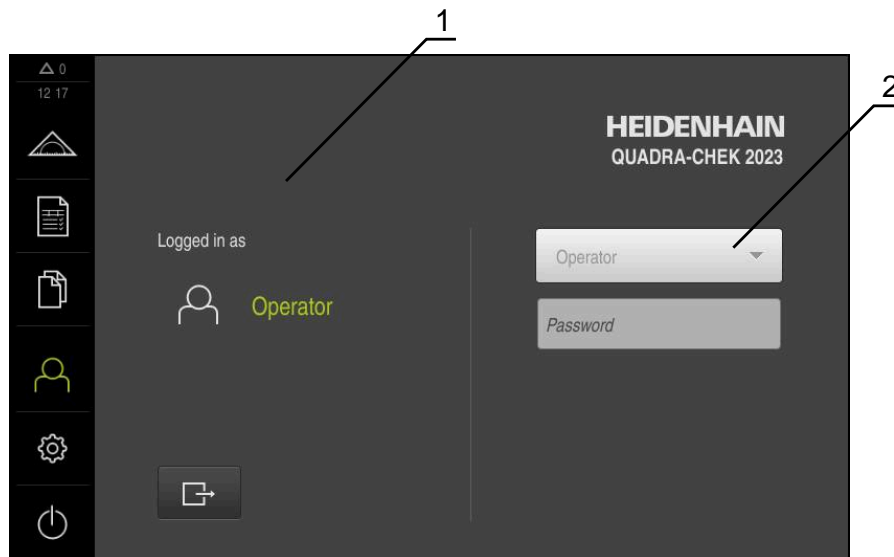 1
2
0
12 17
HEIDENHAIN
QUADRA-CHEK 2023
Logged in as
Operator
Operator
Password